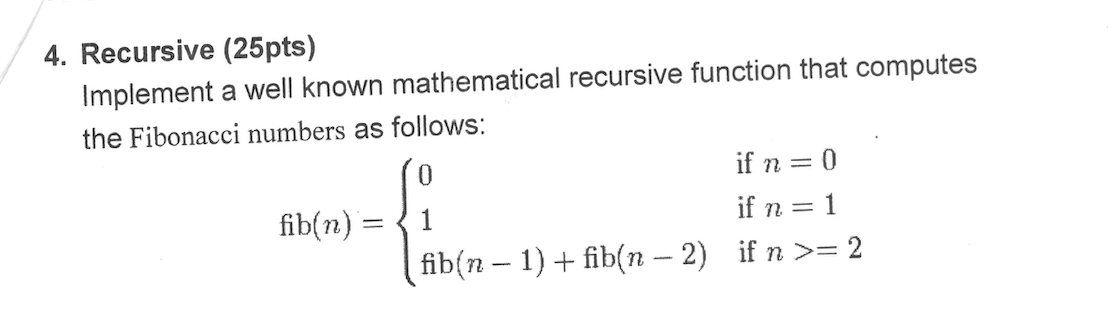 4. Recursive (25pts)
Implement a well known mathematical recursive function that computes
the Fibonacci numbers as follows:
0 if n = 0
fib(n) = { 1 if n = 1
fib(n − 1) + fib(n − 2) if n >= 2